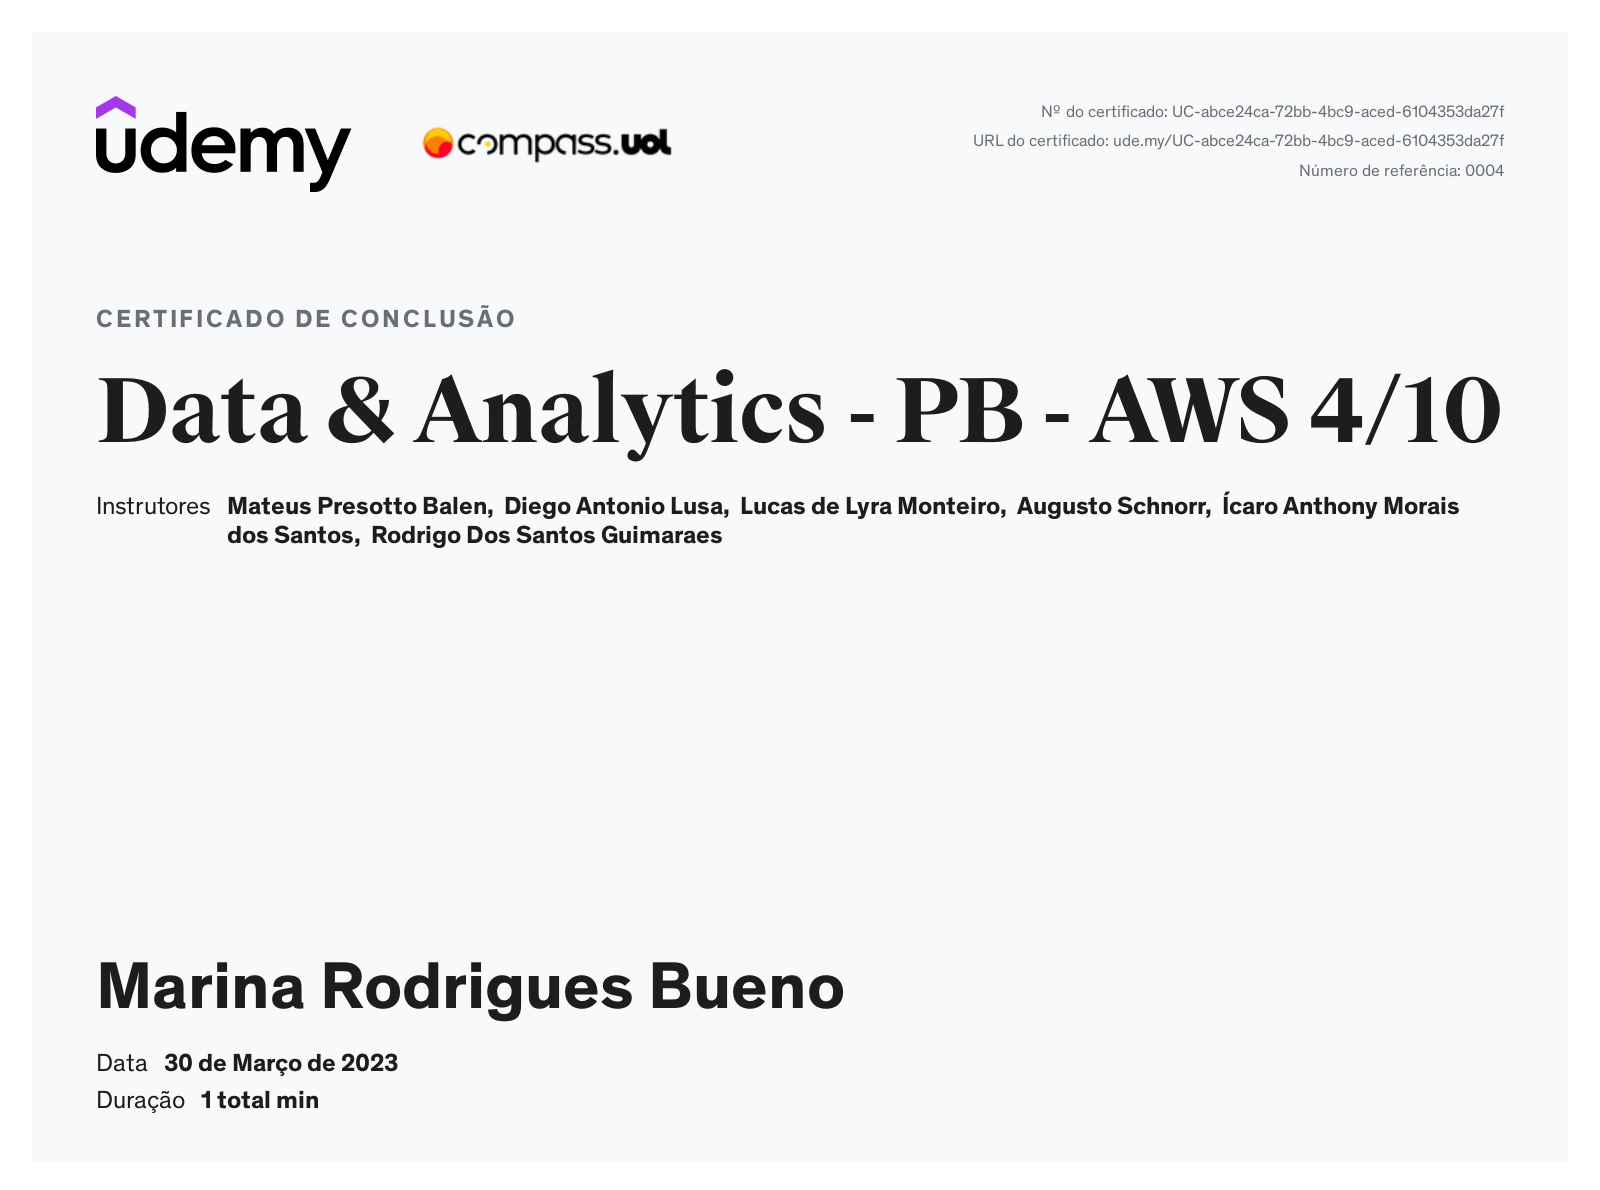 udemy
compass.uol
Nº do certificado: UC-abce24ca-72bb-4bc9-aced-6104353da27f
URL do certificado: ude.my/UC-abce24ca-72bb-4bc9-aced-6104353da27f
Número de referência: 0004
CERTIFICADO DE CONCLUSÃO
Data & Analytics - PB - AWS 4/10
Instrutores Mateus Presotto Balen, Diego Antonio Lusa, Lucas de Lyra Monteiro, Augusto Schnorr, Ícaro Anthony Morais
dos Santos, Rodrigo Dos Santos Guimaraes
Marina Rodrigues Bueno
Data 30 de Março de 2023
Duração 1 total min